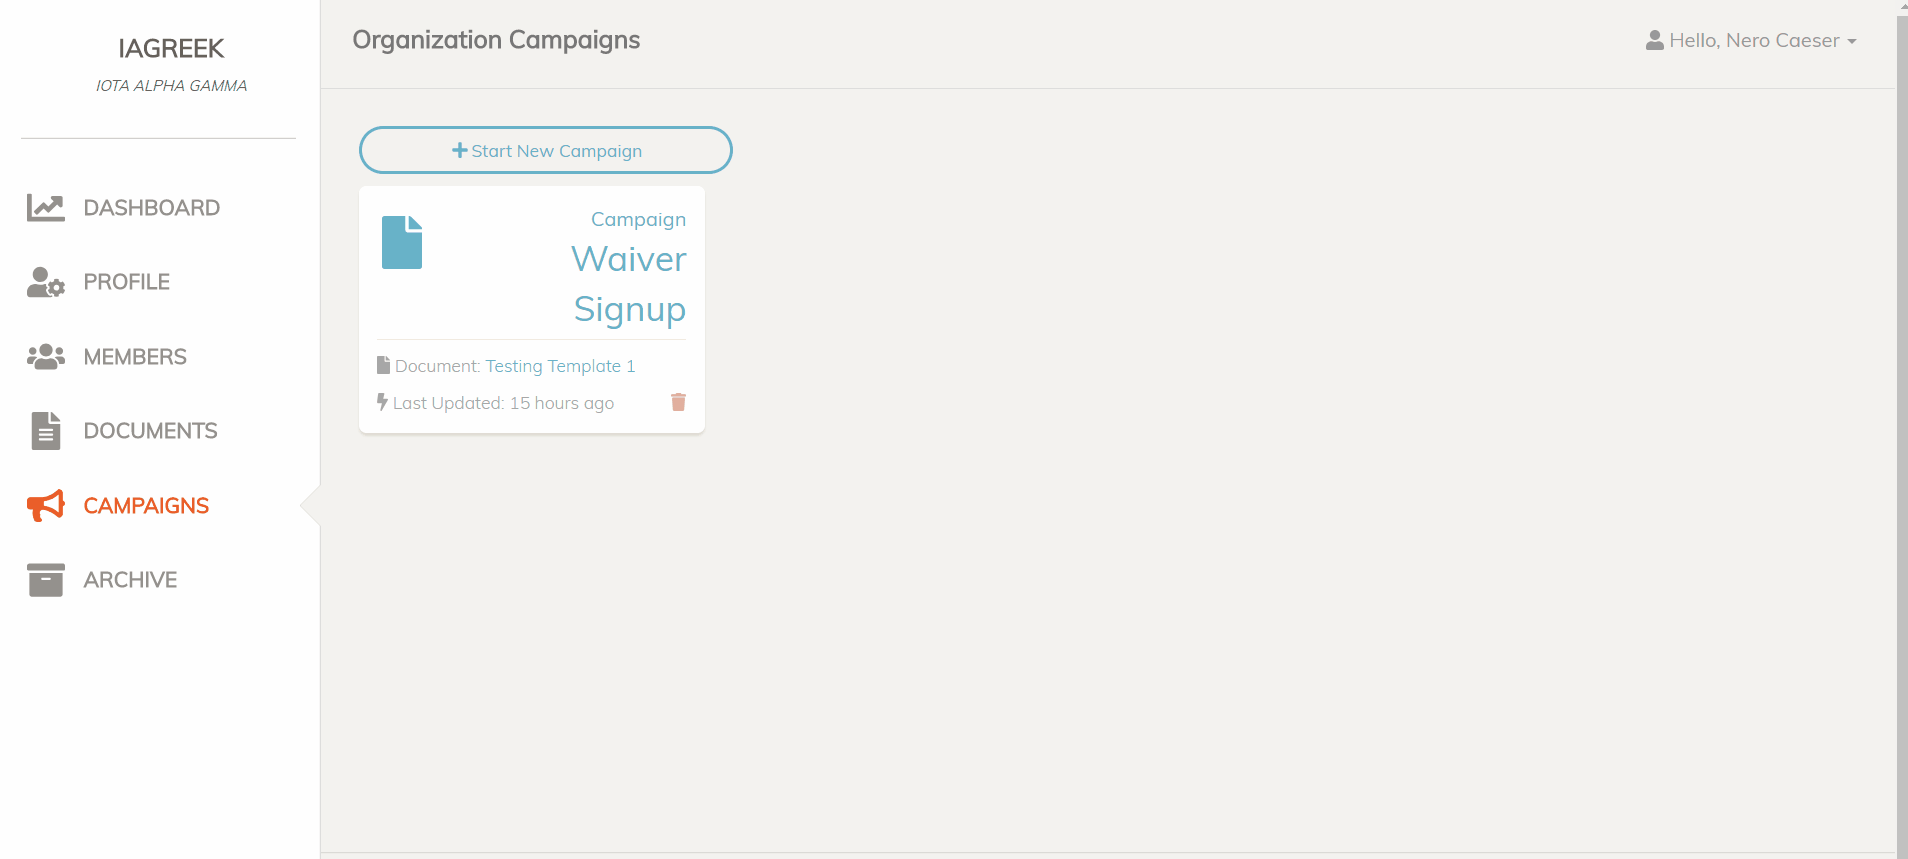 IAGREEK
IOTA ALPHA GAMMA
DASHBOARD
PROFILE
MEMBERS
DOCUMENTS
CAMPAIGNS
ARCHIVE
Organization Campaigns
Hello, Nero Caeser
Start New Campaign
Campaign
Waiver
Signup
Document: Testing Template 1
Last Updated: 15 hours ago